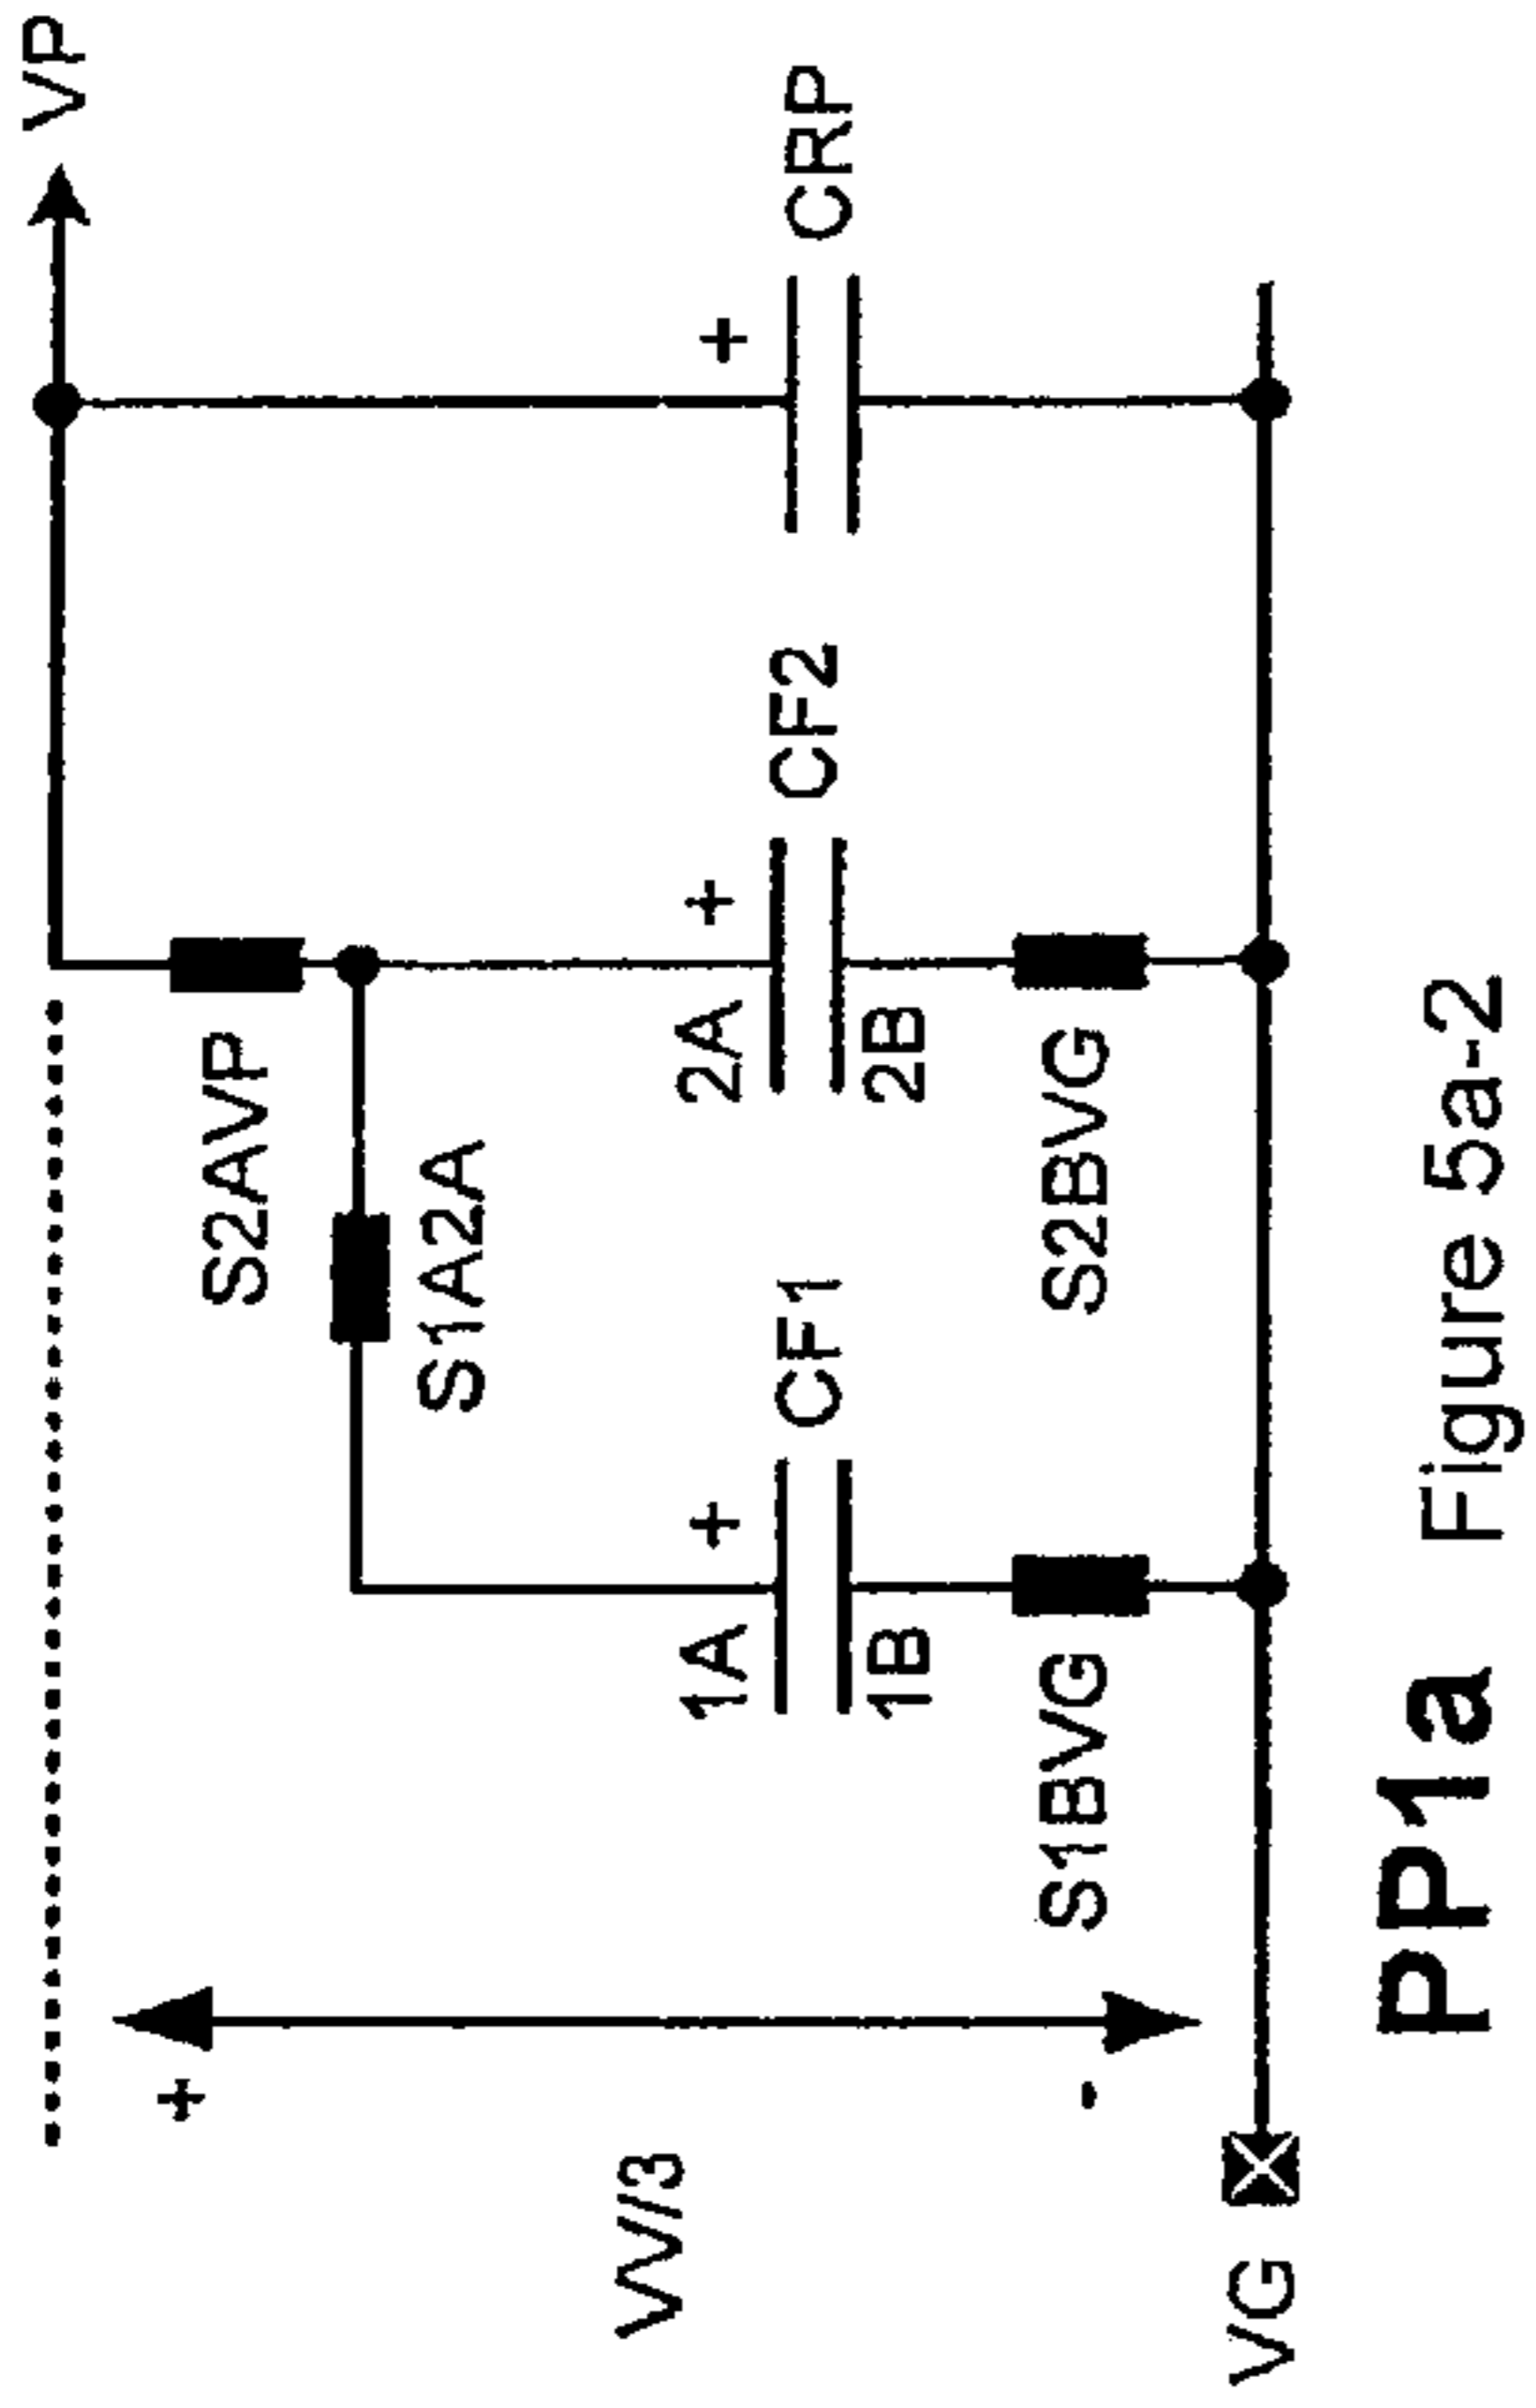 VP
S2AVP
S1A2A
+
+
+
+
1A
CF1
2A
CF2
CRP
VV/3
1B
2B
-
S1BVG
S2BVG
VG
PP1a
Figure 5a-2